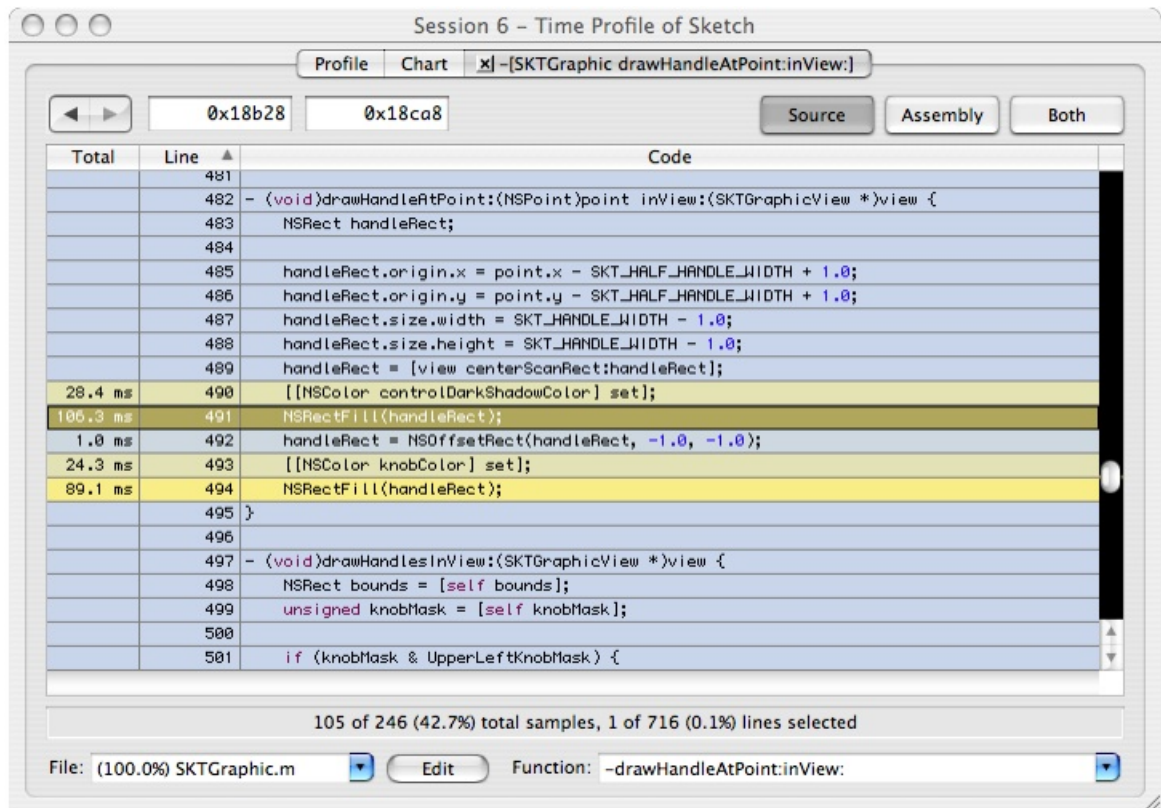 Session 6 – Time Profile of Sketch
Profile Chart x -[SKTGraphic drawHandleAtPoint:inView:]
0x18b28 0x18ca8 Source Assembly Both
Total Line Code
481
482 - (void)drawHandleAtPoint:(NSPoint)point inView:(SKTGraphicView *)view {
483 NSRect handleRect;
484
485 handleRect.origin.x = point.x - SKT_HALF_HANDLE_WIDTH + 1.0;
486 handleRect.origin.y = point.y - SKT_HALF_HANDLE_WIDTH + 1.0;
487 handleRect.size.width = SKT_HANDLE_WIDTH - 1.0;
488 handleRect.size.height = SKT_HANDLE_WIDTH - 1.0;
489 handleRect = [view centerScanRect:handleRect];
28.4 ms 490 [[NSColor controlDarkShadowColor] set];
106.3 ms 491 NSRectFill(handleRect);
1.0 ms 492 handleRect = NSOffsetRect(handleRect, -1.0, -1.0);
24.3 ms 493 [[NSColor knobColor] set];
89.1 ms 494 NSRectFill(handleRect);
495 }
496
497 - (void)drawHandlesInView:(SKTGraphicView *)view {
498 NSRect bounds = [self bounds];
499 unsigned knobMask = [self knobMask];
500
501 if (knobMask & UpperLeftKnobMask) {
105 of 246 (42.7%) total samples, 1 of 716 (0.1%) lines selected
File: (100.0%) SKTGraphic.m Edit Function: -drawHandleAtPoint:inView: